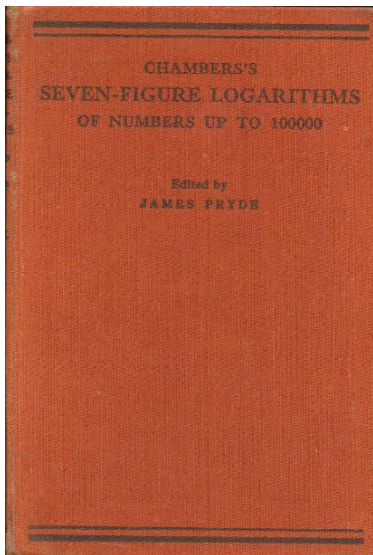 CHAMBERS'S
SEVEN-FIGURE LOGARITHMS
OF NUMBERS UP TO 100000
Edited by
JAMES PRYDE